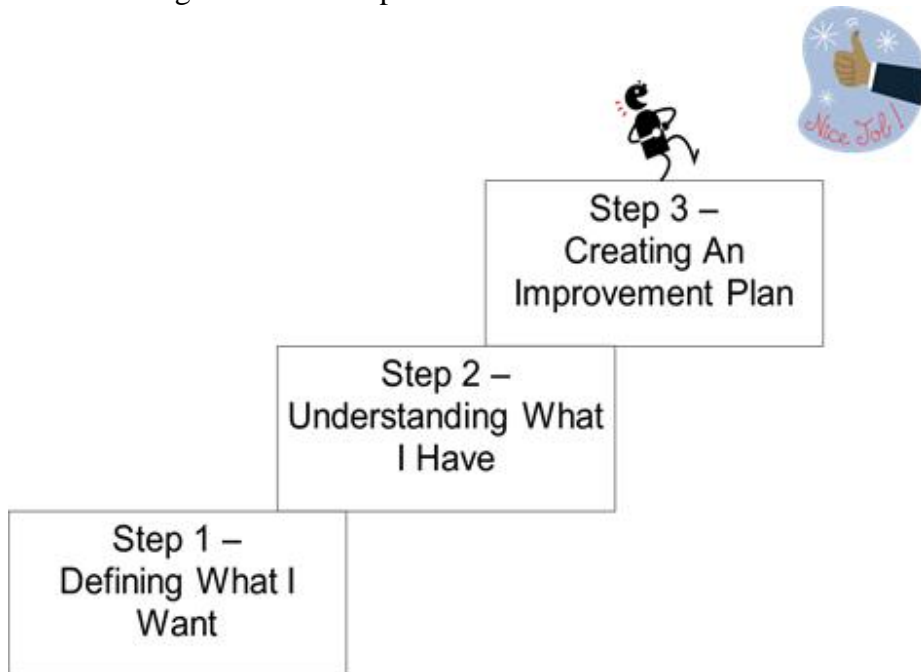 Nice Job!
Step 3 –
Creating An
Improvement Plan
Step 2 –
Understanding What
I Have
Step 1 –
Defining What I
Want